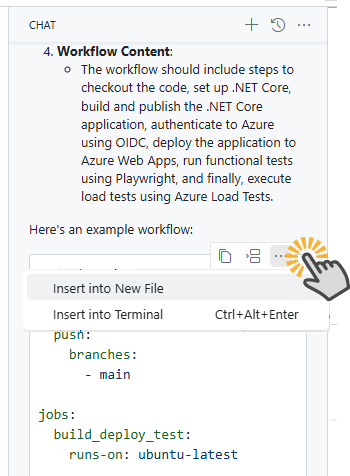 CHAT
4. Workflow Content:
The workflow should include steps to
checkout the code, set up .NET Core,
build and publish the .NET Core
application, authenticate to Azure
using OIDC, deploy the application to
Azure Web Apps, run functional tests
using Playwright, and finally, execute
load tests using Azure Load Tests.
Here's an example workflow:
Insert into New File
Insert into Terminal Ctrl+Alt+Enter
push:
branches:
- main
jobs:
build_deploy_test:
runs-on: ubuntu-latest